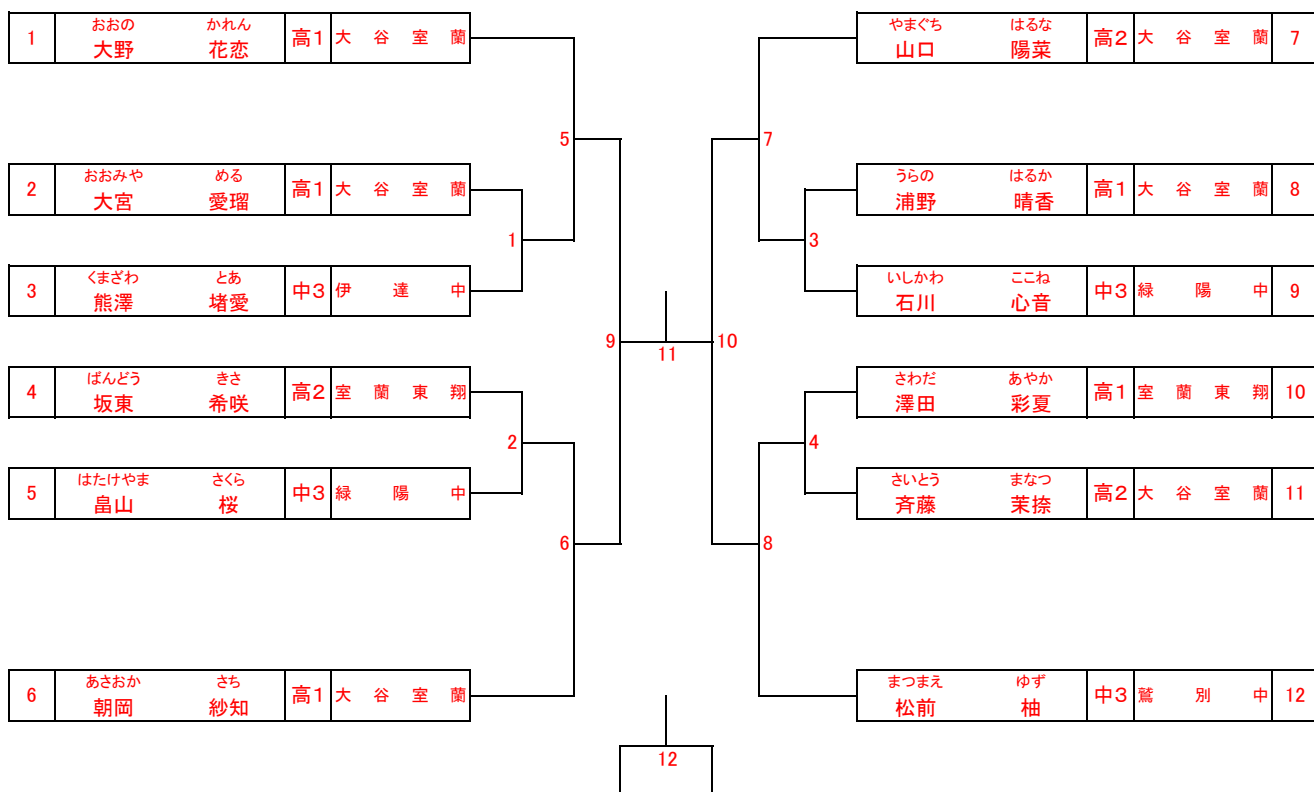 おおの かれん
1 大野 花恋 高1 大谷室蘭
5
おおみや める
2 大宮 愛瑠 高1 大谷室蘭
1
くまざわ とあ
3 熊澤 堵愛 中3 伊達中
9
ばんどう きさ
4 坂東 希咲 高2 室蘭東翔
2
はたけやま さくら
5 畠山 桜 中3 緑陽中
6
あさおか さち
6 朝岡 紗知 高1 大谷室蘭
11
12
やまぐち はるな
山口 陽菜 高2 大谷室蘭 7
7
うらの はるか
浦野 晴香 高1 大谷室蘭 8
3
いしかわ ここね
石川 心音 中3 緑陽中 9
10
さわだ あやか
澤田 彩夏 高1 室蘭東翔 10
4
さいとう まなつ
斉藤 茉捺 高2 大谷室蘭 11
8
まつまえ ゆず
松前 柚 中3 鷲別中 12